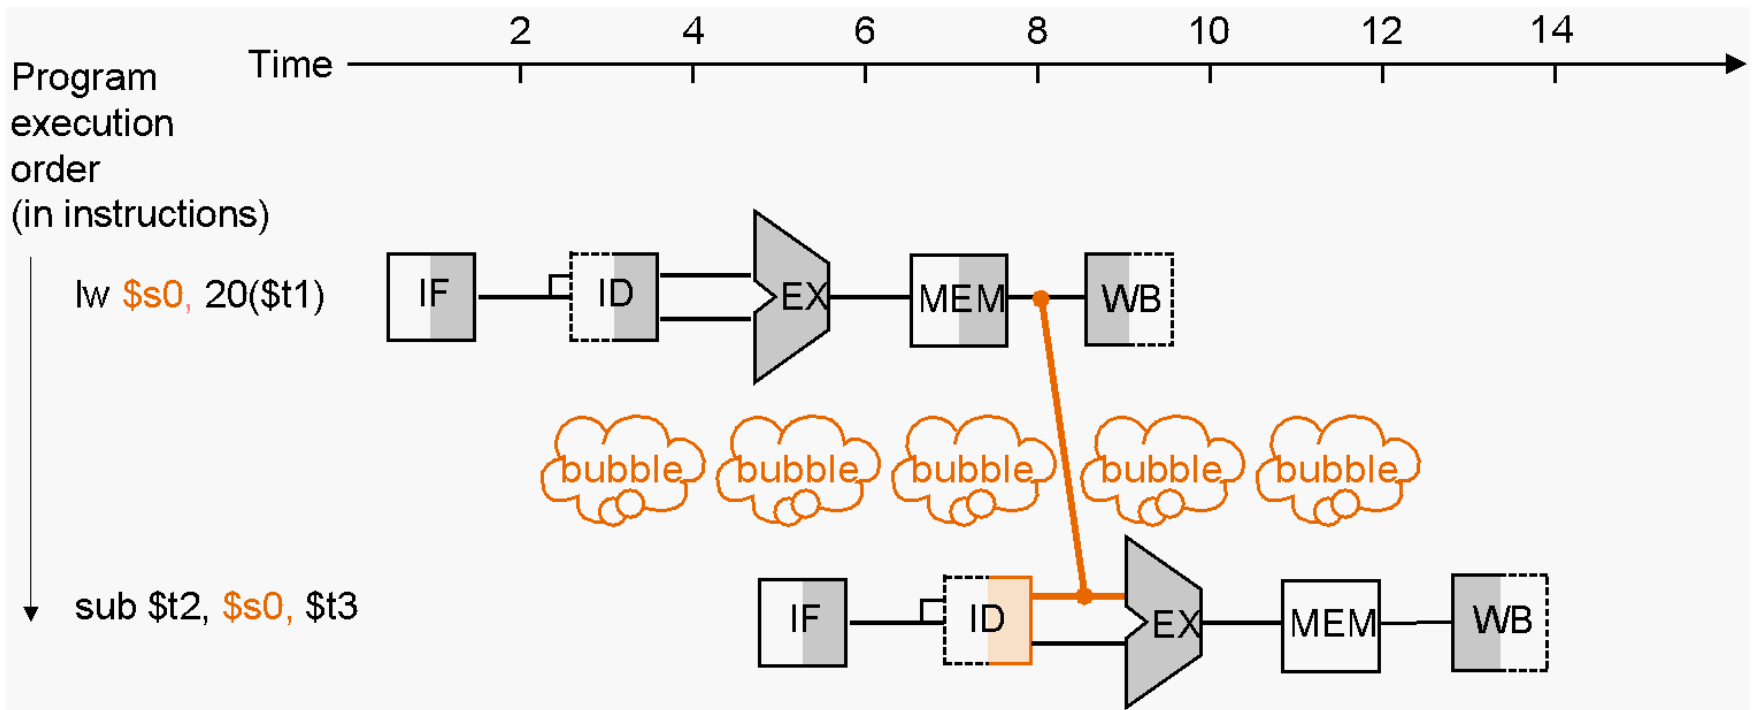 2 4 6 8 10 12 14
Time
Program
execution
order
(in instructions)
lw $s0, 20($t1)
IF ID EX MEM WB
bubble bubble bubble bubble bubble
sub $t2, $s0, $t3
IF ID EX MEM WB